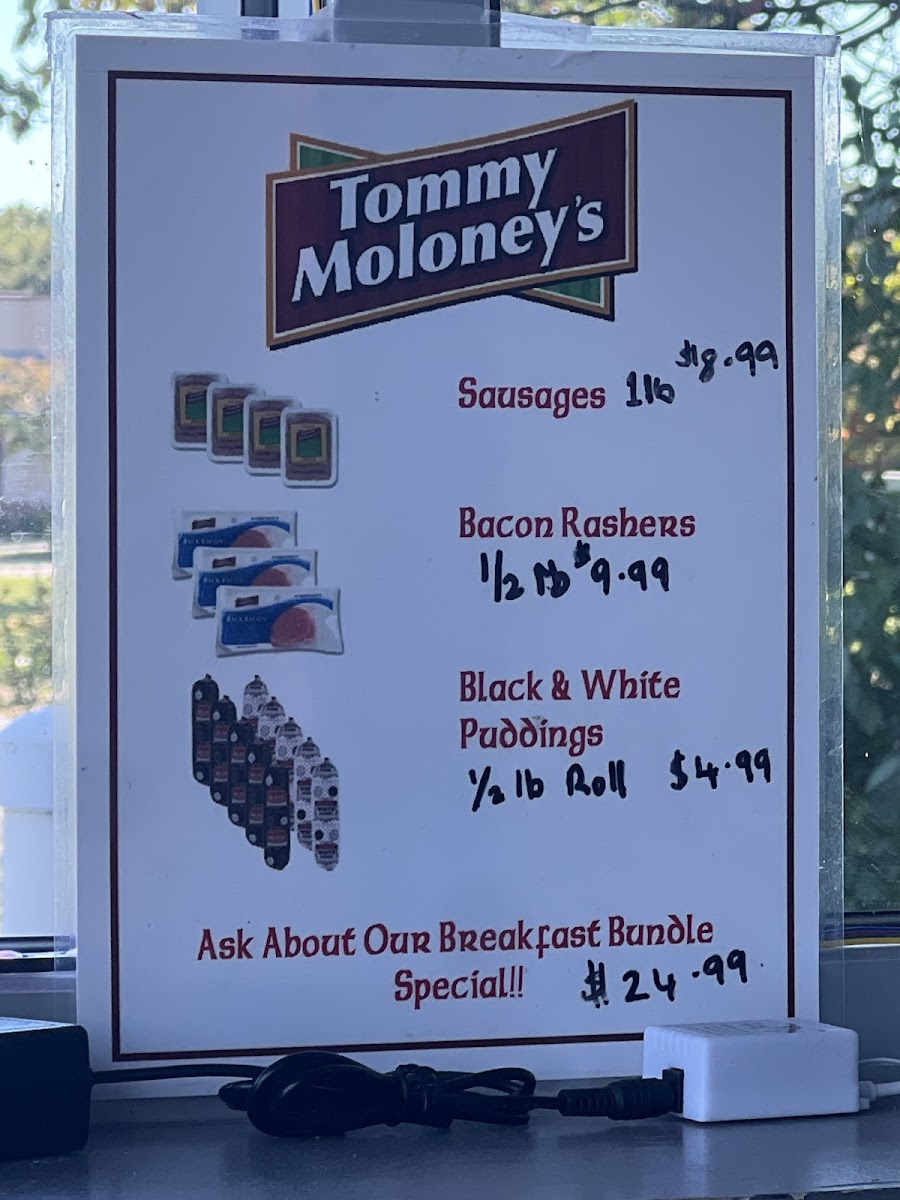 Tommy
Moloney's
Sausages 1lb $8.99
Bacon Rashers
1/2 lb $9.99
Black & White
Puddings
1/2 lb Roll $4.99
Ask About Our Breakfast Bundle
Special!! $24.99